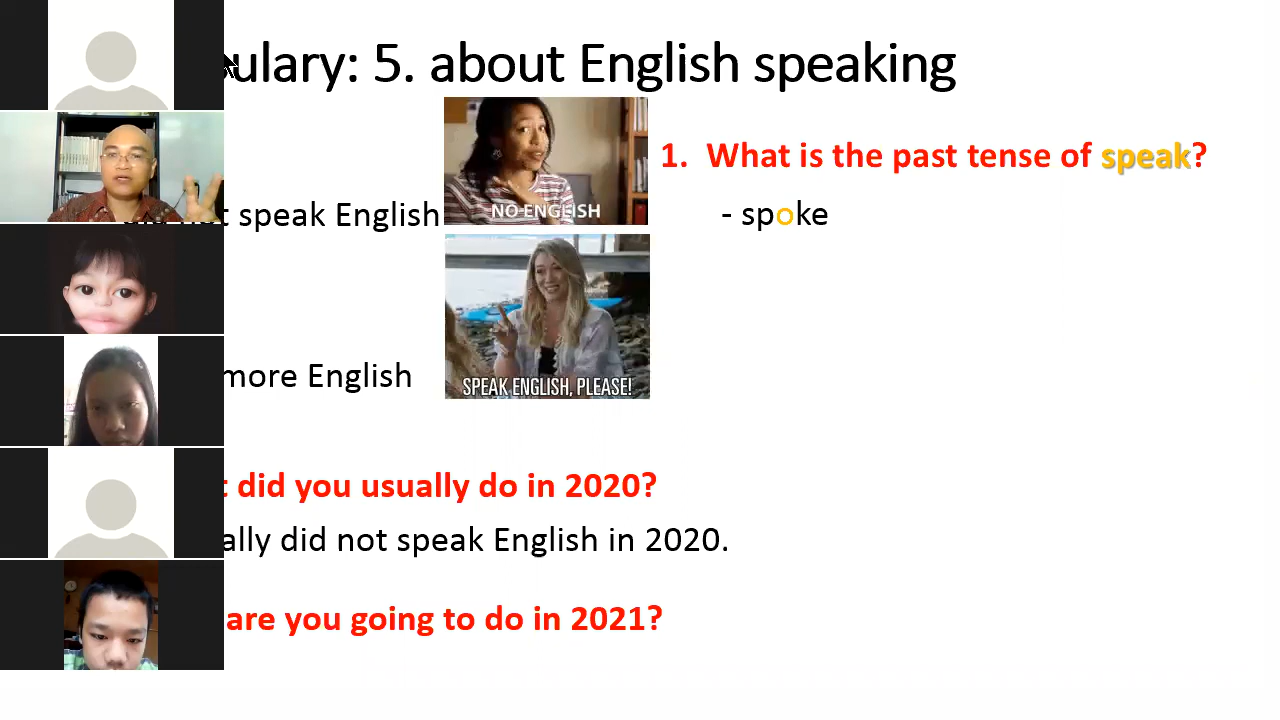 ulary: 5. about English speaking
NO ENGLISH
1. What is the past tense of speak?
did not speak English
- spoke
SPEAK ENGLISH, PLEASE!
more English
did you usually do in 2020?
ally did not speak English in 2020.
are you going to do in 2021?